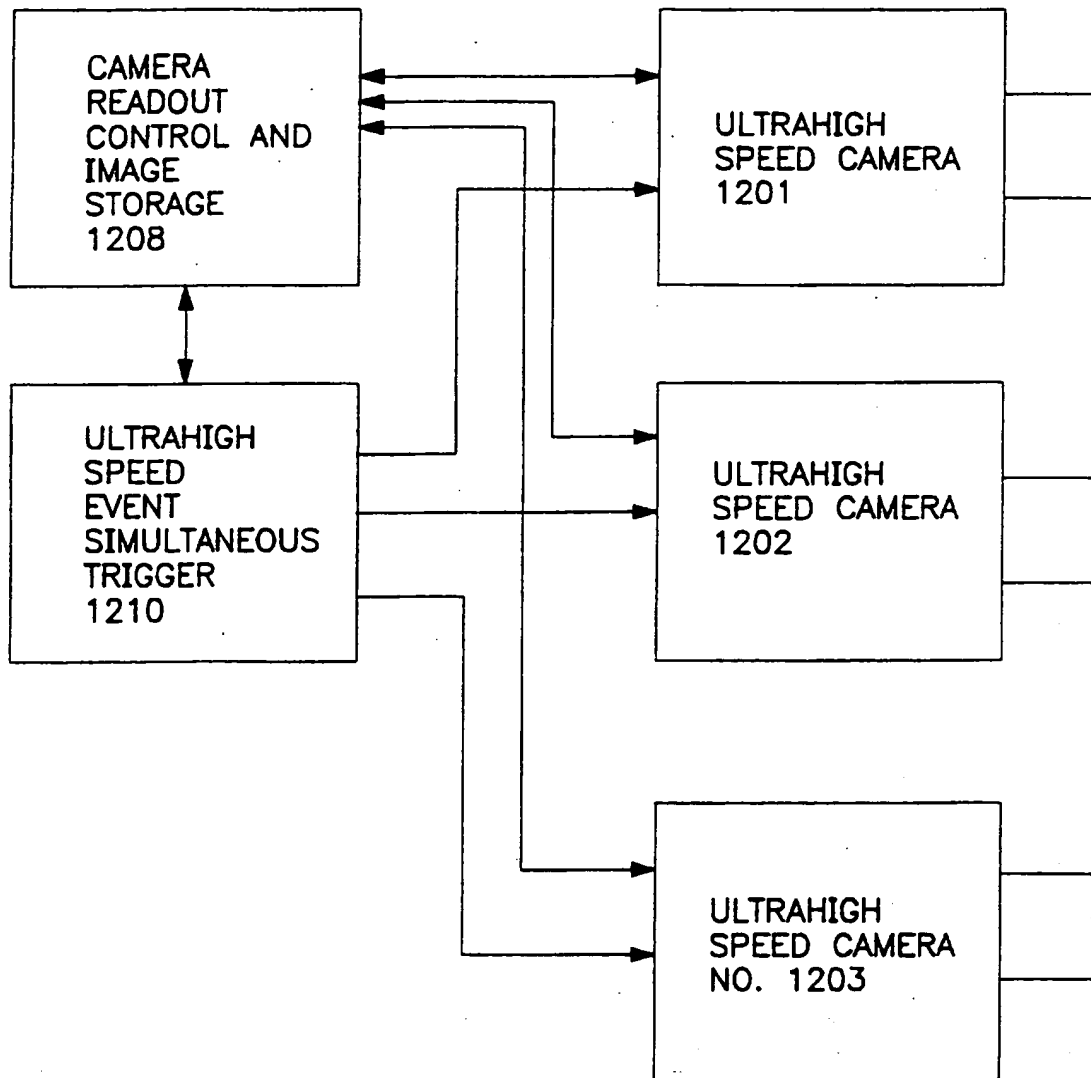 CAMERA
READOUT
CONTROL AND
IMAGE
STORAGE
1208
ULTRAHIGH
SPEED CAMERA
1201
ULTRAHIGH
SPEED
EVENT
SIMULTANEOUS
TRIGGER
1210
ULTRAHIGH
SPEED CAMERA
1202
ULTRAHIGH
SPEED CAMERA
NO. 1203